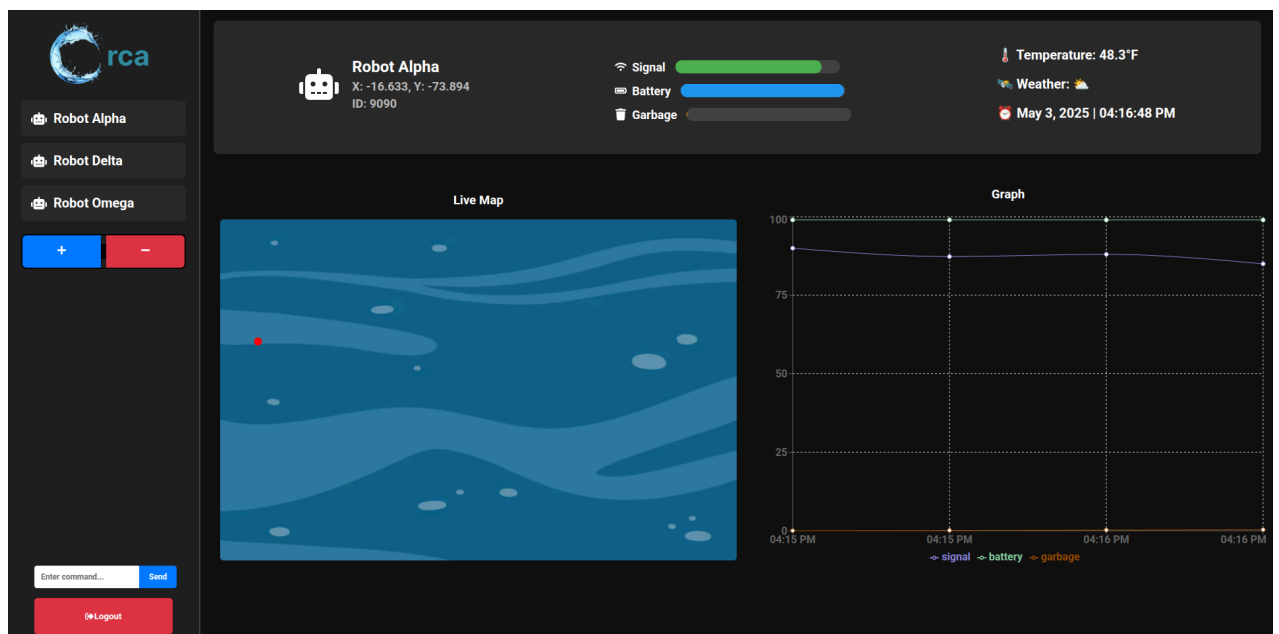 Orca
Robot Alpha
Robot Delta
Robot Omega
+
−
Enter command...
Send
Logout
Robot Alpha
X: -16.633, Y: -73.894
ID: 9090
Signal
Battery
Garbage
Temperature: 48.3°F
Weather:
May 3, 2025 | 04:16:48 PM
Live Map
Graph
100
75
50
25
0
04:15 PM
04:15 PM
04:16 PM
04:16 PM
signal
battery
garbage